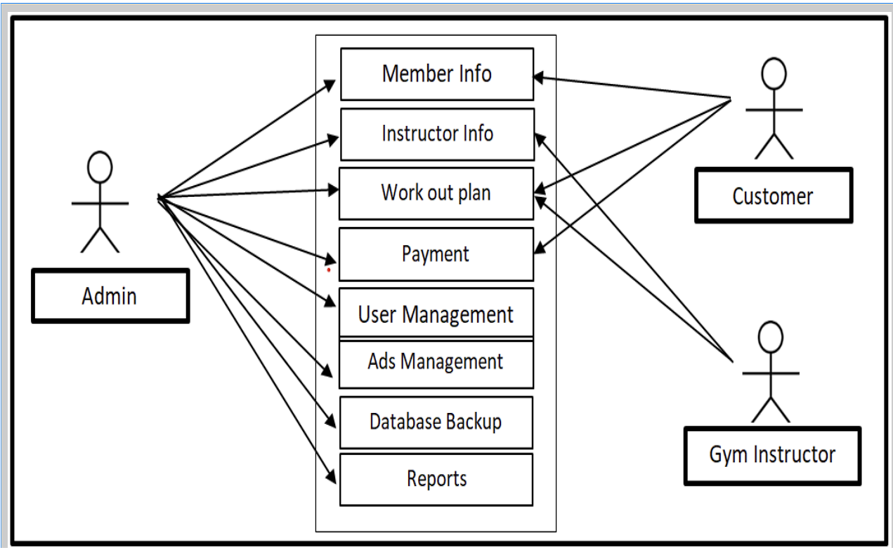 Member Info
Instructor Info
Work out plan
Payment
User Management
Ads Management
Database Backup
Reports
Admin
Customer
Gym Instructor